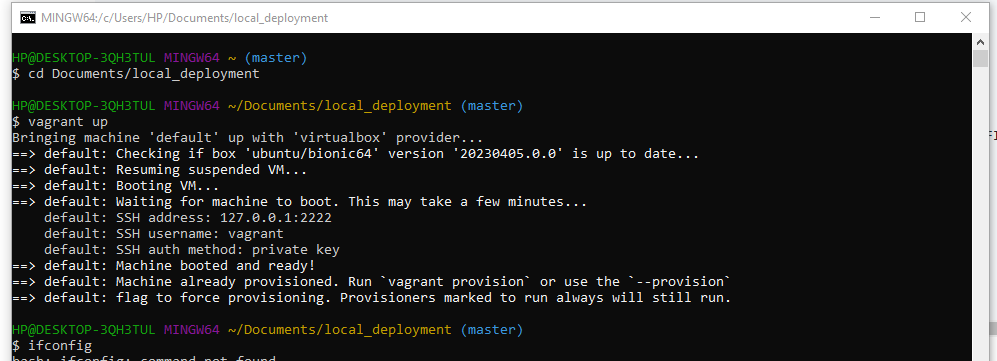 MINGW64:/c/Users/HP/Documents/local_deployment
HP@DESKTOP-3QH3TUL MINGW64 ~ (master)
$ cd Documents/local_deployment
HP@DESKTOP-3QH3TUL MINGW64 ~/Documents/local_deployment (master)
$ vagrant up
Bringing machine 'default' up with 'virtualbox' provider...
==> default: Checking if box 'ubuntu/bionic64' version '20230405.0.0' is up to date...
==> default: Resuming suspended VM...
==> default: Booting VM...
==> default: Waiting for machine to boot. This may take a few minutes...
default: SSH address: 127.0.0.1:2222
default: SSH username: vagrant
default: SSH auth method: private key
==> default: Machine booted and ready!
==> default: Machine already provisioned. Run `vagrant provision` or use the `--provision`
==> default: flag to force provisioning. Provisioners marked to run always will still run.
HP@DESKTOP-3QH3TUL MINGW64 ~/Documents/local_deployment (master)
$ ifconfig
bash: ifconfig: command not found